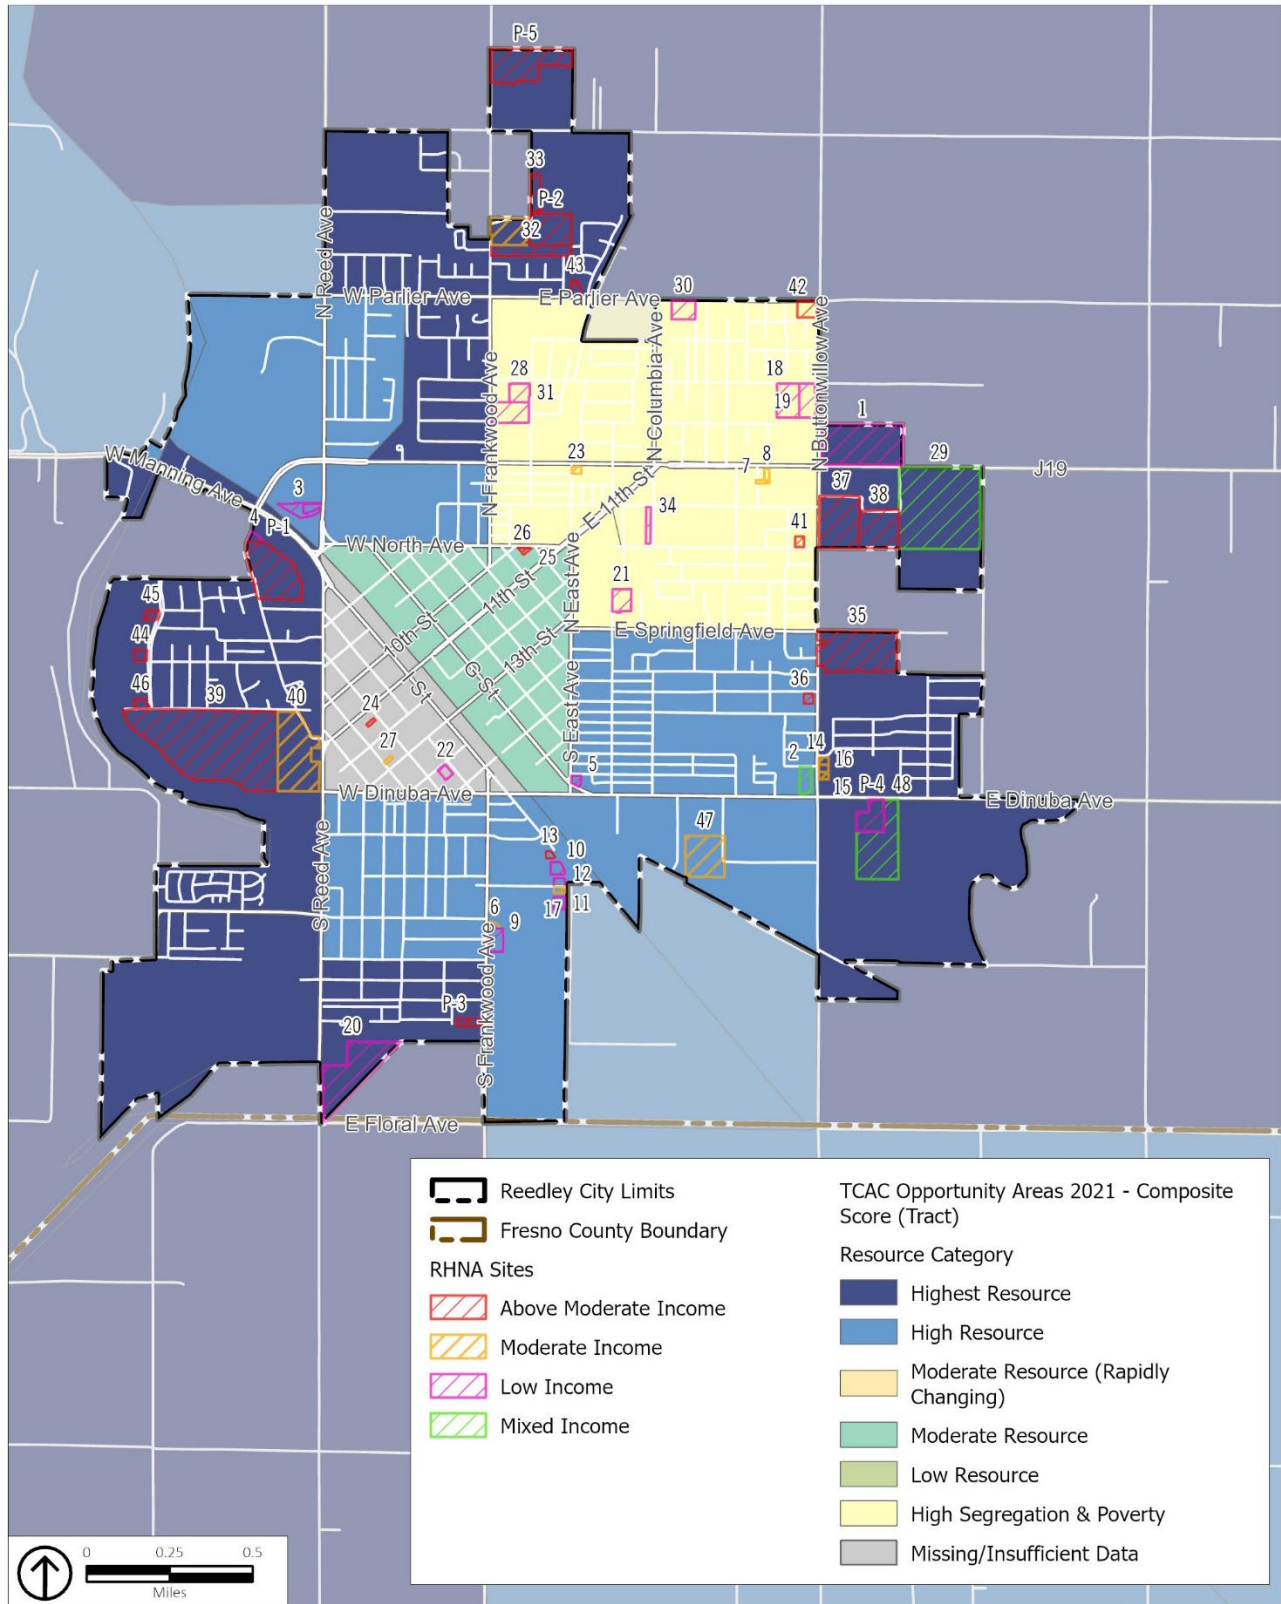 P-5
33
P-2
32
N Reed Ave
43
W Parlier Ave
E Parlier Ave
30
42
N Frankwood Ave
N Columbia Ave
N Buttonwillow Ave
28
31
18
19
1
29
23
7
8
J19
W Manning Ave
3
4
P-1
E 11th St
37
38
34
W North Ave
26
25
41
11th St
N East Ave
21
45
10th St
13th St
E Springfield Ave
35
44
G St
St
46
39
40
24
36
27
22
S East Ave
5
2
14
16
15
W Dinuba Ave
P-4
48
E Dinuba Ave
47
13
10
12
11
17
S Reed Ave
6
9
S Frankwood Ave
P-3
20
E Floral Ave
Reedley City Limits
Fresno County Boundary
RHNA Sites
Above Moderate Income
Moderate Income
Low Income
Mixed Income
TCAC Opportunity Areas 2021 - Composite
Score (Tract)
Resource Category
Highest Resource
High Resource
Moderate Resource (Rapidly
Changing)
Moderate Resource
Low Resource
High Segregation & Poverty
Missing/Insufficient Data
0 0.25 0.5
Miles